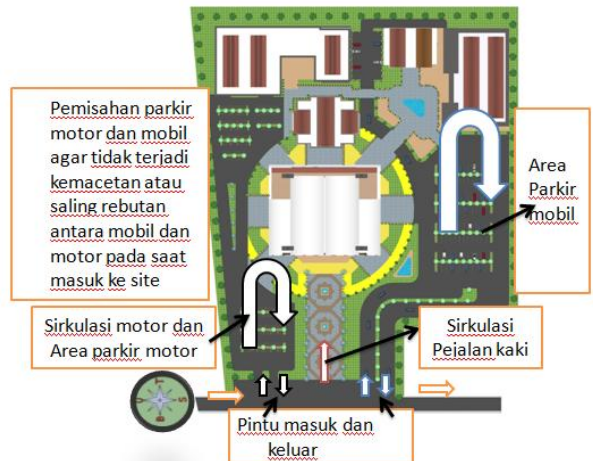 Pemisahan parkir
motor dan mobil
agar tidak terjadi
kemacetan atau
saling rebutan
antara mobil dan
motor pada saat
masuk ke site
Area
Parkir
mobil
Sirkulasi motor dan
Area parkir motor
Sirkulasi
Pejalan kaki
Pintu masuk dan
keluar
T
U
S
B